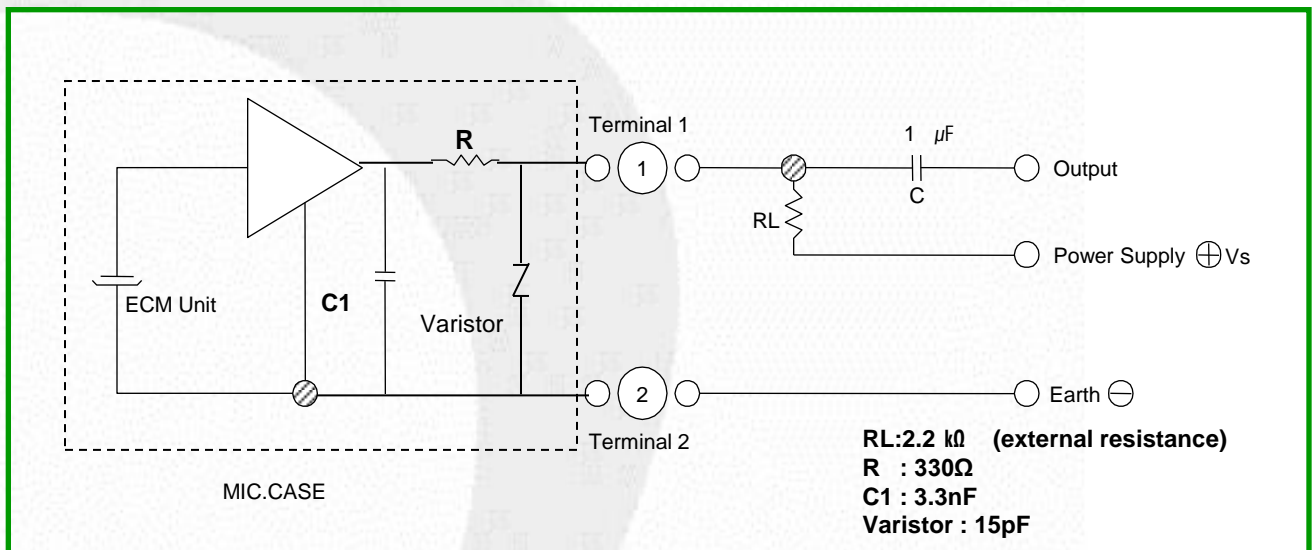 R
Terminal 1
1 μF
1
Output
C
RL
Power Supply ⊕Vs
ECM Unit
C1
Varistor
2
Earth ⊖
Terminal 2
RL:2.2 kΩ (external resistance)
R : 330Ω
C1 : 3.3nF
Varistor : 15pF
MIC.CASE